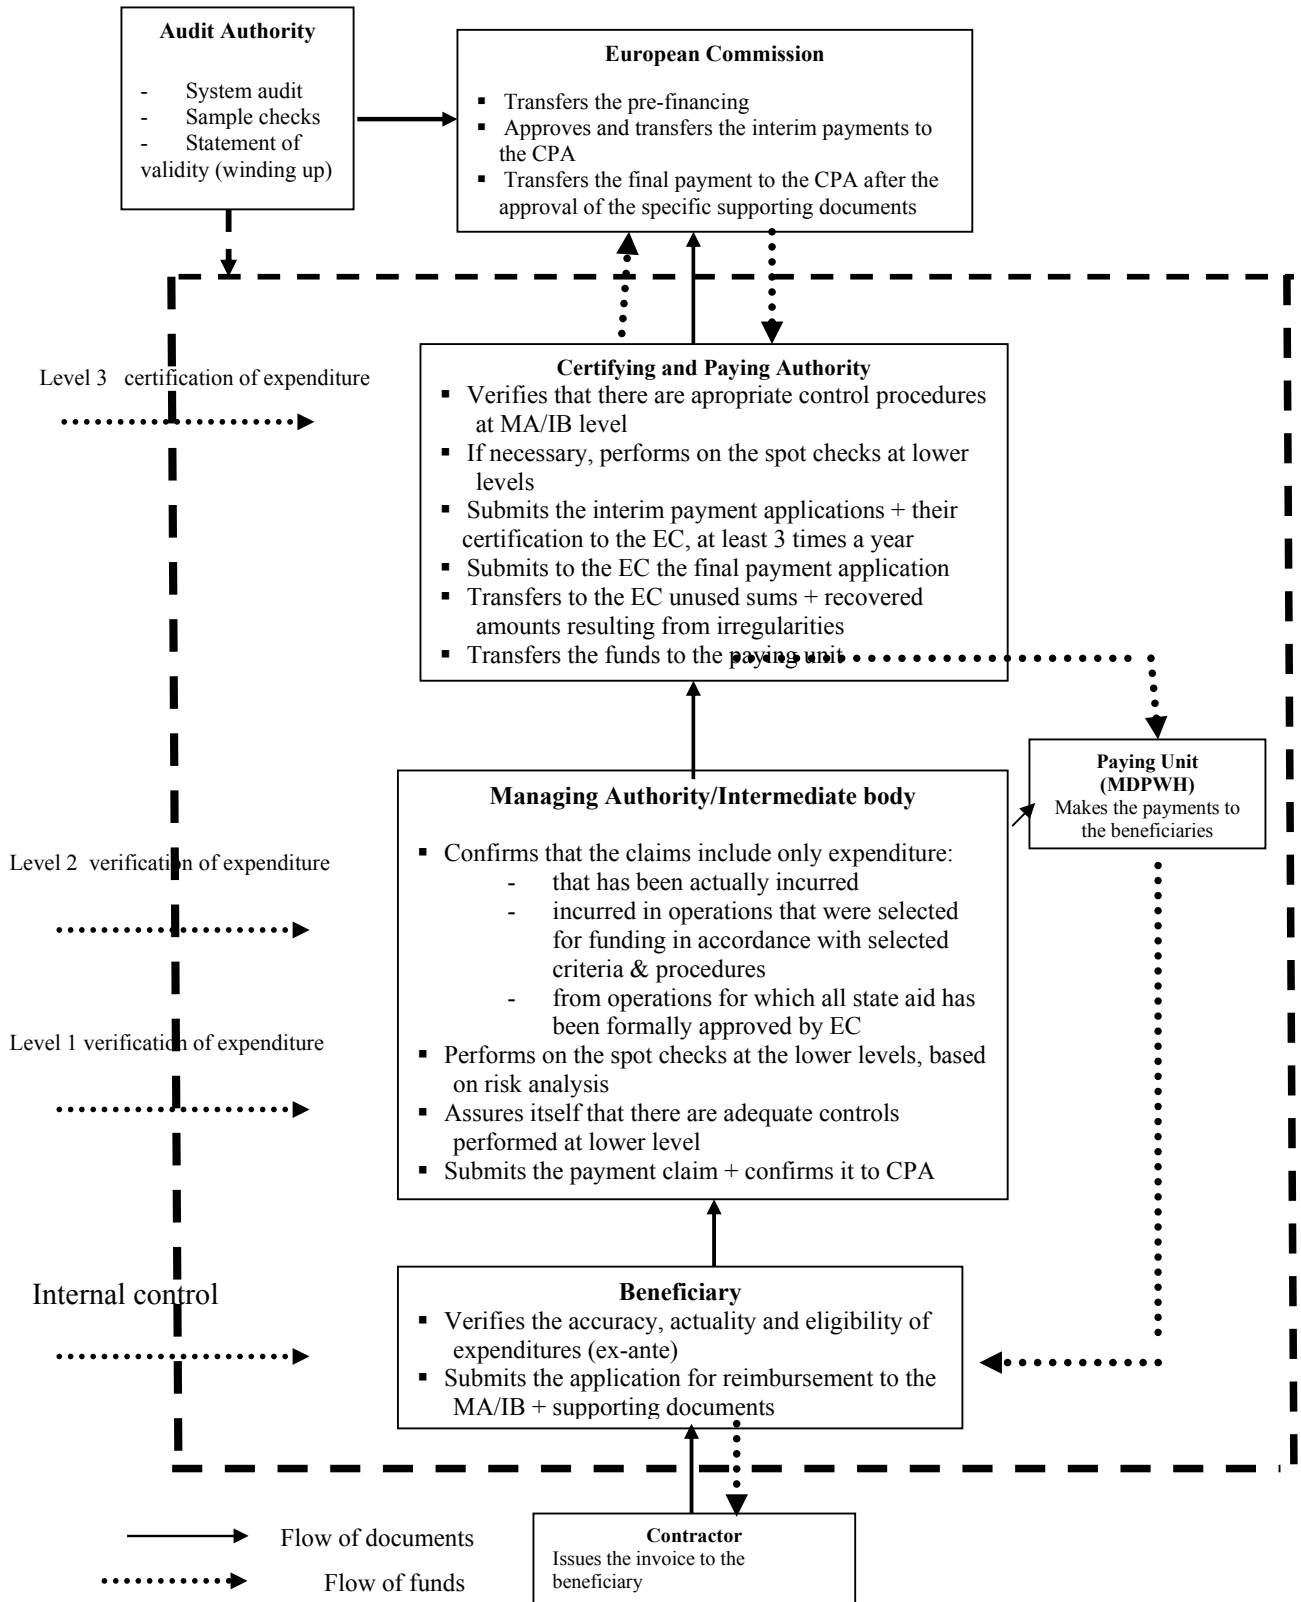 Audit Authority
- System audit
- Sample checks
- Statement of
validity (winding up)
European Commission
▪ Transfers the pre-financing
▪ Approves and transfers the interim payments to
the CPA
▪ Transfers the final payment to the CPA after the
approval of the specific supporting documents
Level 3 certification of expenditure
Certifying and Paying Authority
▪ Verifies that there are apropriate control procedures
at MA/IB level
▪ If necessary, performs on the spot checks at lower
levels
▪ Submits the interim payment applications + their
certification to the EC, at least 3 times a year
▪ Submits to the EC the final payment application
▪ Transfers to the EC unused sums + recovered
amounts resulting from irregularities
▪ Transfers the funds to the paying unit
Paying Unit
(MDPWH)
Makes the payments to
the beneficiaries
Managing Authority/Intermediate body
▪ Confirms that the claims include only expenditure:
- that has been actually incurred
- incurred in operations that were selected
for funding in accordance with selected
criteria & procedures
- from operations for which all state aid has
been formally approved by EC
▪ Performs on the spot checks at the lower levels, based
on risk analysis
▪ Assures itself that there are adequate controls
performed at lower level
▪ Submits the payment claim + confirms it to CPA
Level 2 verification of expenditure
Level 1 verification of expenditure
Internal control
Beneficiary
▪ Verifies the accuracy, actuality and eligibility of
expenditures (ex-ante)
▪ Submits the application for reimbursement to the
MA/IB + supporting documents
Contractor
Issues the invoice to the
beneficiary
Flow of documents
Flow of funds